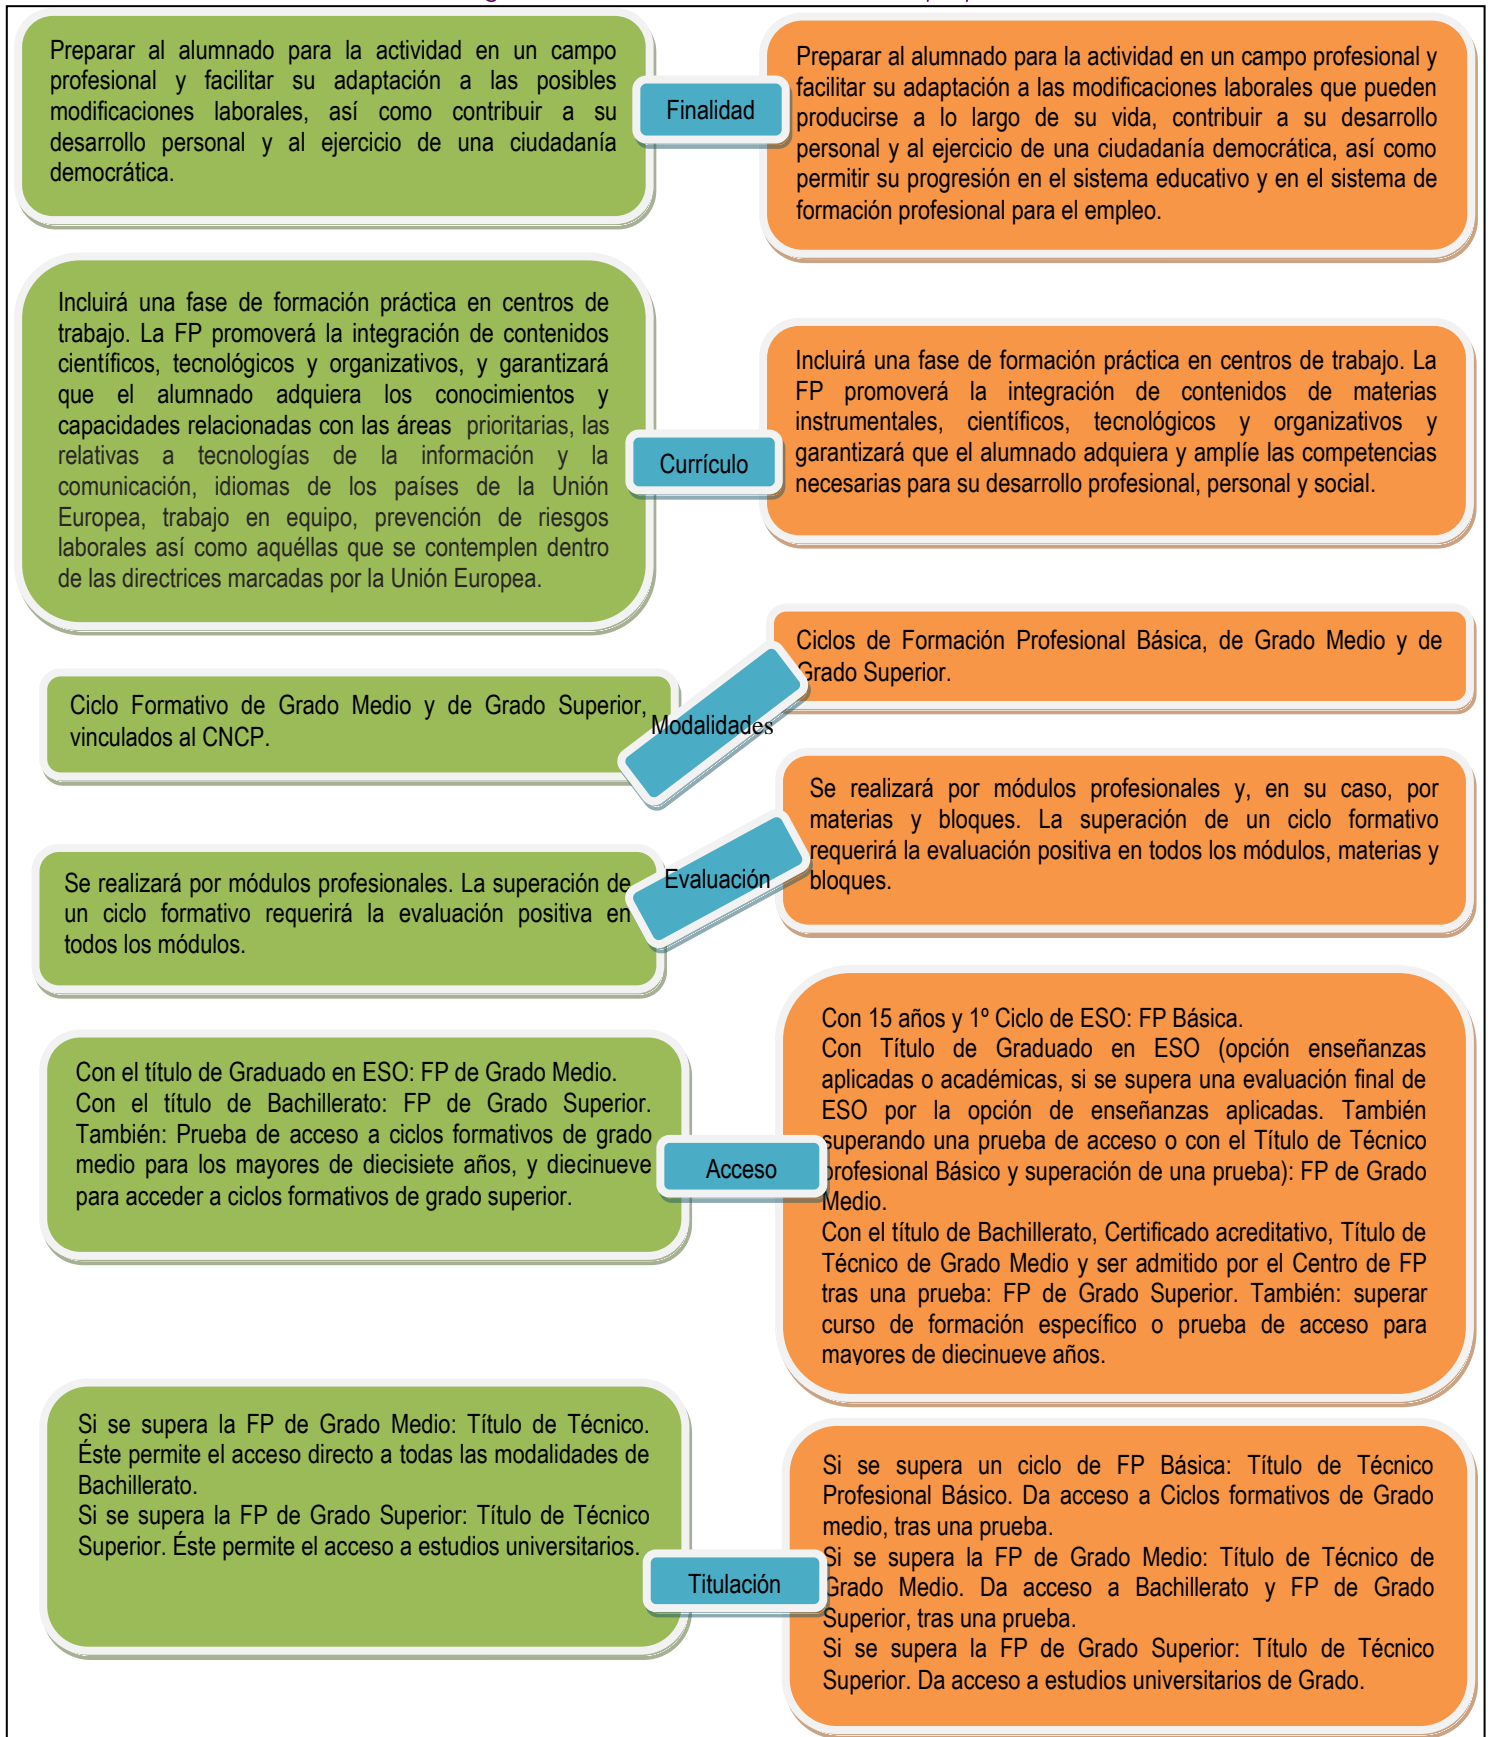 Preparar al alumnado para la actividad en un campo
profesional y facilitar su adaptación a las posibles
modificaciones laborales, así como contribuir a su
desarrollo personal y al ejercicio de una ciudadanía
democrática.
Finalidad
Preparar al alumnado para la actividad en un campo profesional y
facilitar su adaptación a las modificaciones laborales que pueden
producirse a lo largo de su vida, contribuir a su desarrollo
personal y al ejercicio de una ciudadanía democrática, así como
permitir su progresión en el sistema educativo y en el sistema de
formación profesional para el empleo.
Incluirá una fase de formación práctica en centros de
trabajo. La FP promoverá la integración de contenidos
científicos, tecnológicos y organizativos, y garantizará
que el alumnado adquiera los conocimientos y
capacidades relacionadas con las áreas prioritarias, las
relativas a tecnologías de la información y la
comunicación, idiomas de los países de la Unión
Europea, trabajo en equipo, prevención de riesgos
laborales así como aquéllas que se contemplen dentro
de las directrices marcadas por la Unión Europea.
Currículo
Incluirá una fase de formación práctica en centros de trabajo. La
FP promoverá la integración de contenidos de materias
instrumentales, científicos, tecnológicos y organizativos y
garantizará que el alumnado adquiera y amplíe las competencias
necesarias para su desarrollo profesional, personal y social.
Ciclo Formativo de Grado Medio y de Grado Superior,
vinculados al CNCP.
Modalidades
Ciclos de Formación Profesional Básica, de Grado Medio y de
Grado Superior.
Se realizará por módulos profesionales. La superación de
un ciclo formativo requerirá la evaluación positiva en
todos los módulos.
Evaluación
Se realizará por módulos profesionales y, en su caso, por
materias y bloques. La superación de un ciclo formativo
requerirá la evaluación positiva en todos los módulos, materias y
bloques.
Con el título de Graduado en ESO: FP de Grado Medio.
Con el título de Bachillerato: FP de Grado Superior.
También: Prueba de acceso a ciclos formativos de grado
medio para los mayores de diecisiete años, y diecinueve
para acceder a ciclos formativos de grado superior.
Acceso
Con 15 años y 1º Ciclo de ESO: FP Básica.
Con Título de Graduado en ESO (opción enseñanzas
aplicadas o académicas, si se supera una evaluación final de
ESO por la opción de enseñanzas aplicadas. También
superando una prueba de acceso o con el Título de Técnico
profesional Básico y superación de una prueba): FP de Grado
Medio.
Con el título de Bachillerato, Certificado acreditativo, Título de
Técnico de Grado Medio y ser admitido por el Centro de FP
tras una prueba: FP de Grado Superior. También: superar
curso de formación específico o prueba de acceso para
mayores de diecinueve años.
Si se supera la FP de Grado Medio: Título de Técnico.
Éste permite el acceso directo a todas las modalidades de
Bachillerato.
Si se supera la FP de Grado Superior: Título de Técnico
Superior. Éste permite el acceso a estudios universitarios.
Titulación
Si se supera un ciclo de FP Básica: Título de Técnico
Profesional Básico. Da acceso a Ciclos formativos de Grado
medio, tras una prueba.
Si se supera la FP de Grado Medio: Título de Técnico de
Grado Medio. Da acceso a Bachillerato y FP de Grado
Superior, tras una prueba.
Si se supera la FP de Grado Superior: Título de Técnico
Superior. Da acceso a estudios universitarios de Grado.